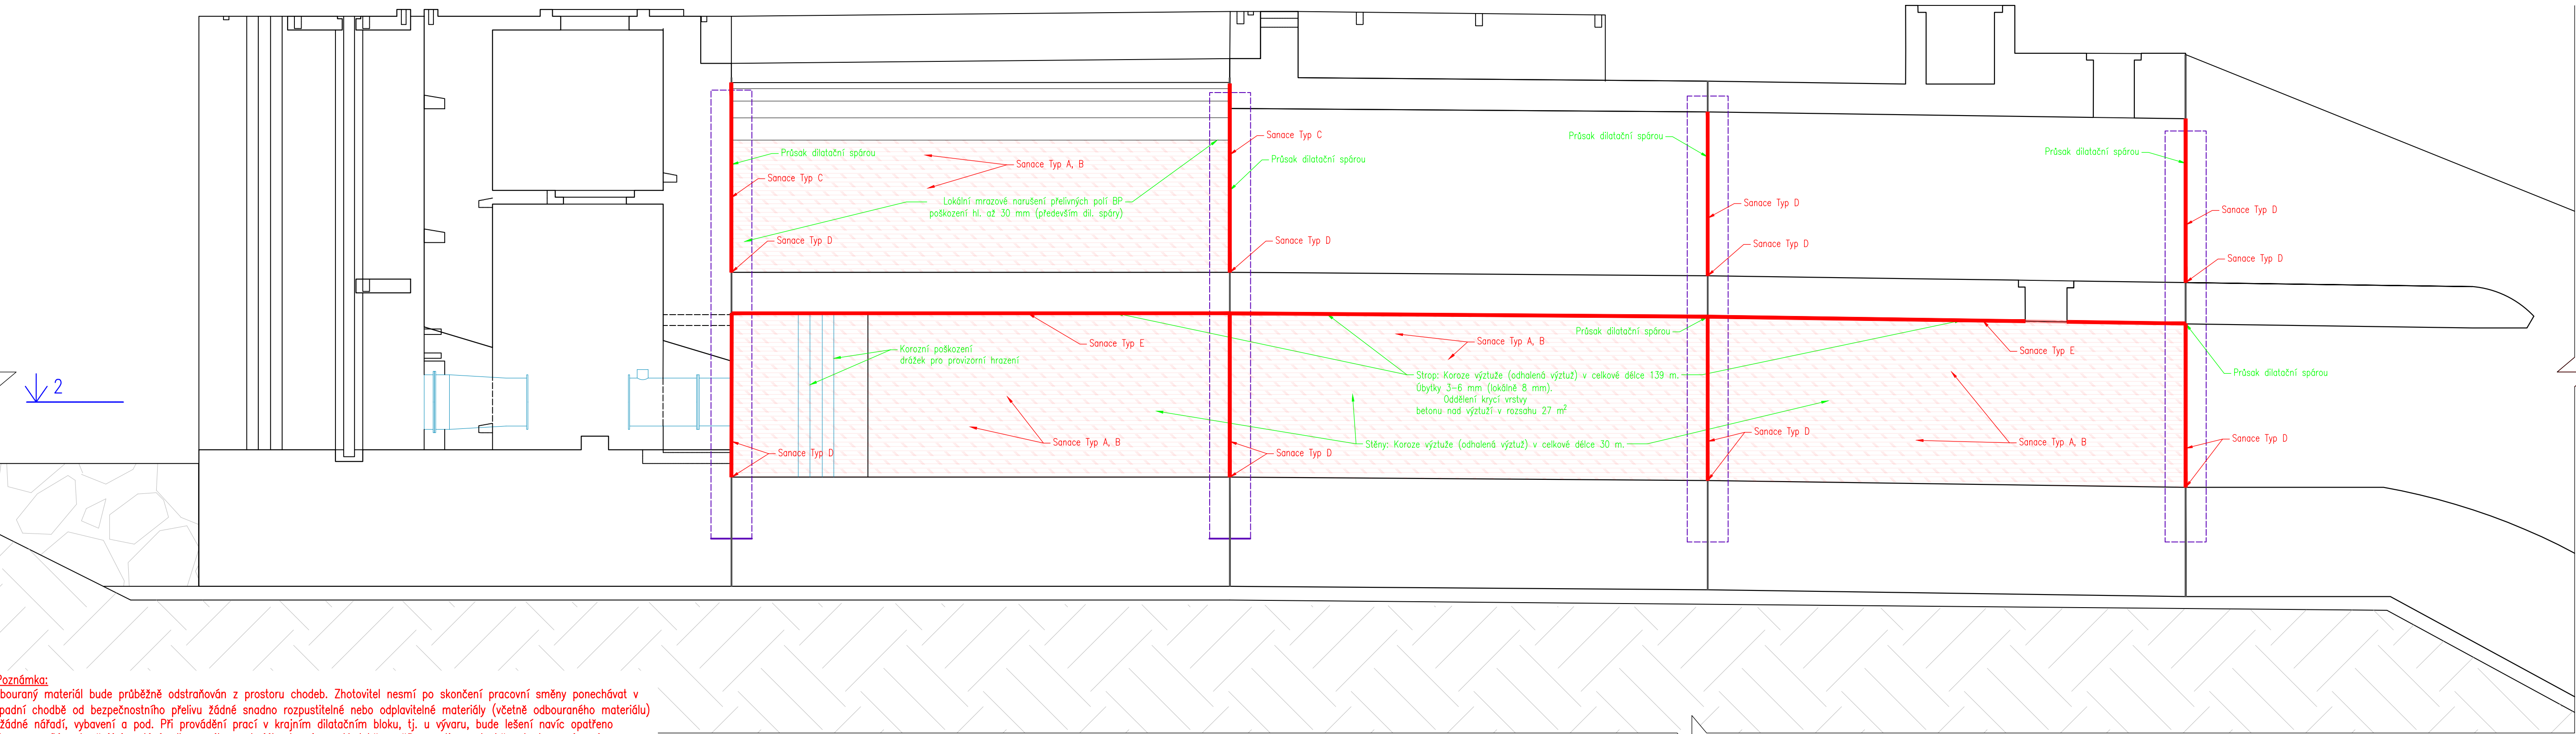 Průsak dilatační spárou
Sanace Typ C
Sanace Typ A, B
Lokální mrazové narušení přelivných polí BP
poškození hl. až 30 mm (především dil. spáry)
Sanace Typ D
Sanace Typ C
Průsak dilatační spárou
Sanace Typ D
Průsak dilatační spárou
Sanace Typ D
Sanace Typ D
Průsak dilatační spárou
Sanace Typ D
Sanace Typ D
Korozní poškození
drážek pro provizorní hrazení
Sanace Typ E
Sanace Typ A, B
Průsak dilatační spárou
Sanace Typ E
Strop: Koroze výztuže (odhalená výztuž) v celkové délce 139 m.
Úbytky 3-6 mm (lokálně 8 mm).
Oddělení krycí vrstvy
betonu nad výztuží v rozsahu 27 m²
Průsak dilatační spárou
2
Sanace Typ D
Sanace Typ A, B
Sanace Typ D
Stěny: Koroze výztuže (odhalená výztuž) v celkové délce 30 m.
Sanace Typ D
Sanace Typ A, B
Sanace Typ D
Poznámka:
bouraný materiál bude průběžně odstraňován z prostoru chodeb. Zhotovitel nesmí po skončení pracovní směny ponechávat v
padní chodbě od bezpečnostního přelivu žádné snadno rozpustitelné nebo odplavitelné materiály (včetně odbouraného materiálu)
žádné nářadí, vybavení a pod. Při provádění prací v krajním dilatačním bloku, tj. u vývaru, bude lešení navíc opatřeno